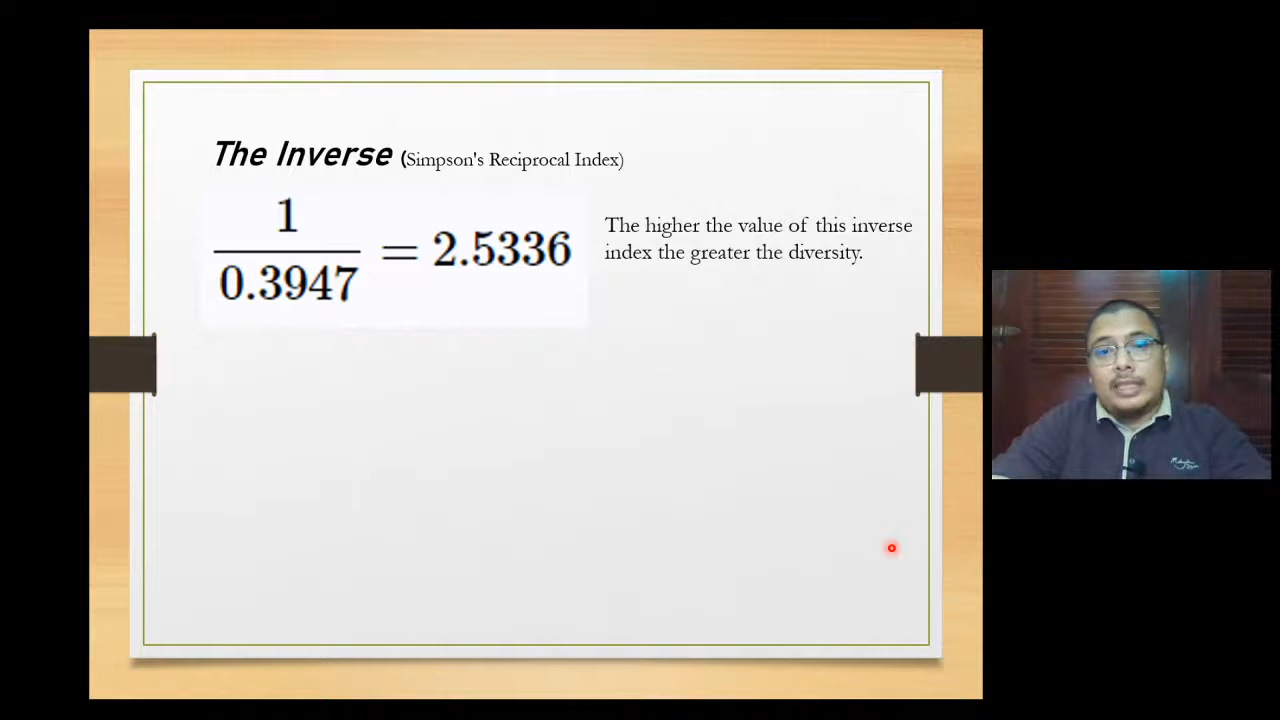 The Inverse (Simpson's Reciprocal Index)
1
0.3947
= 2.5336
The higher the value of this inverse
index the greater the diversity.